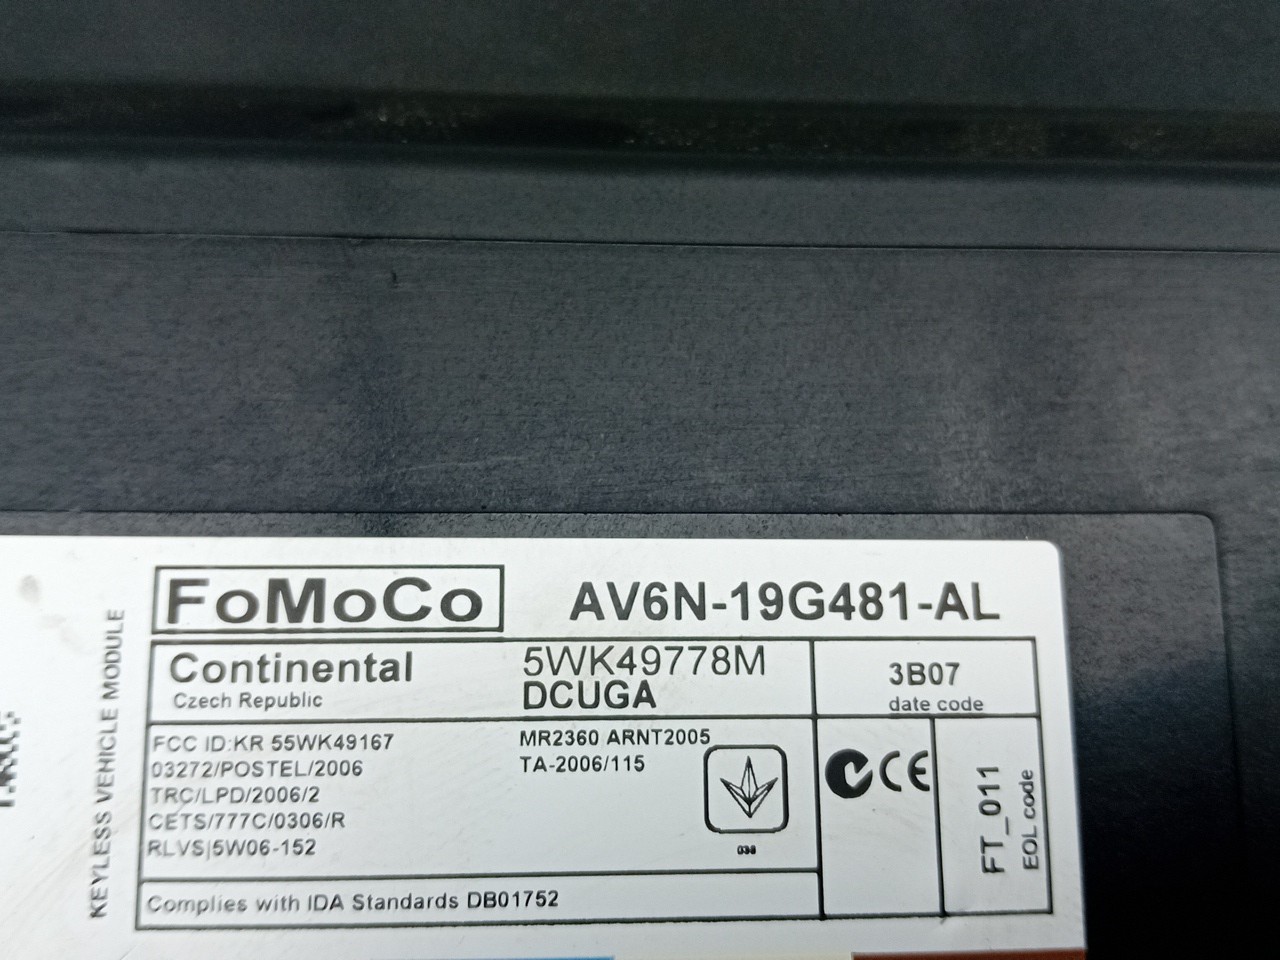 FoMoCo
AV6N-19G481-AL
Continental
Czech Republic
5WK49778M
DCUGA
3B07
date code
FCC ID:KR 55WK49167
03272/POSTEL/2006
TRC/LPD/2006/2
CETS/777C/0306/R
RLVS|5W06-152
MR2360 ARNT2005
TA-2006/115
CE
FT_011
EOL code
Complies with IDA Standards DB01752
KEYLESS VEHICLE MODULE